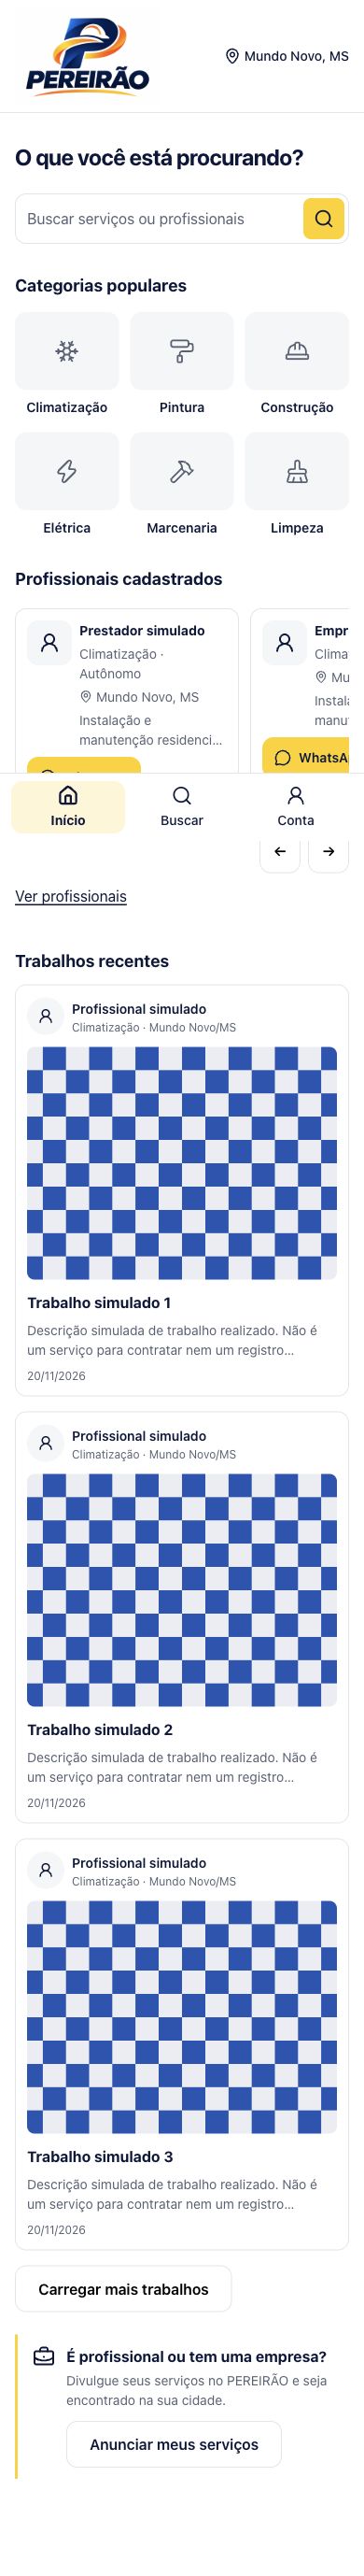 PEREIRÃO
Mundo Novo, MS
O que você está procurando?
Buscar serviços ou profissionais
Categorias populares
Climatização
Pintura
Construção
Elétrica
Marcenaria
Limpeza
Profissionais cadastrados
Prestador simulado
Climatização ·
Autônomo
Mundo Novo, MS
Instalação e
manutenção residenci...
Início
Buscar
Conta
Ver profissionais
Trabalhos recentes
Profissional simulado
Climatização · Mundo Novo/MS
Trabalho simulado 1
Descrição simulada de trabalho realizado. Não é
um serviço para contratar nem um registro...
20/11/2026
Profissional simulado
Climatização · Mundo Novo/MS
Trabalho simulado 2
Descrição simulada de trabalho realizado. Não é
um serviço para contratar nem um registro...
20/11/2026
Profissional simulado
Climatização · Mundo Novo/MS
Trabalho simulado 3
Descrição simulada de trabalho realizado. Não é
um serviço para contratar nem um registro...
20/11/2026
Carregar mais trabalhos
É profissional ou tem uma empresa?
Divulgue seus serviços no PEREIRÃO e seja
encontrado na sua cidade.
Anunciar meus serviços